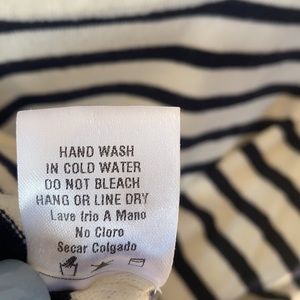 HAND WASH
IN COLD WATER
DO NOT BLEACH
HANG OR LINE DRY
Lave frio A Mano
No Cloro
Secar Colgado